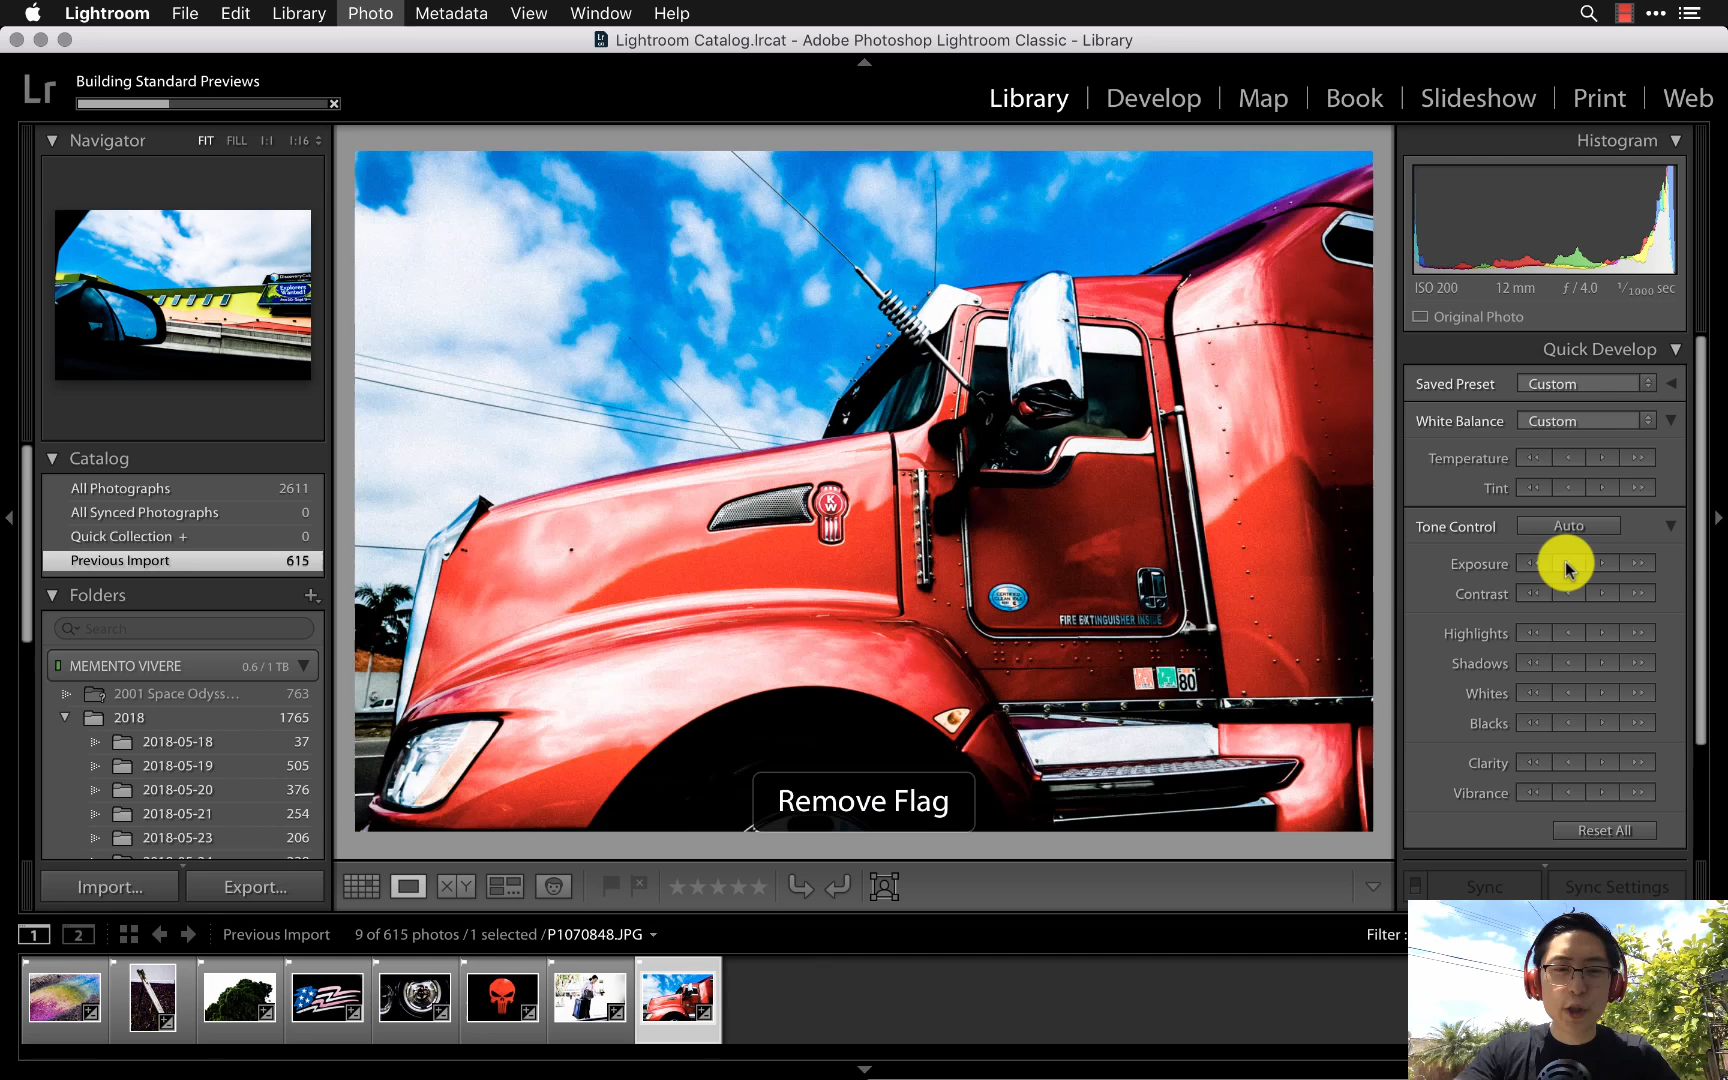 Lightroom File Edit Library Photo Metadata View Window Help
Lightroom Catalog.lrcat - Adobe Photoshop Lightroom Classic - Library
Lr
Building Standard Previews
Library Develop Map Book Slideshow Print Web
Navigator FIT FILL 1:1 1:16
Histogram
ISO 200 12 mm ƒ / 4.0 1/1000 sec
Original Photo
Quick Develop
Saved Preset Custom
White Balance Custom
Temperature
Tint
Tone Control Auto
Exposure
Contrast
Highlights
Shadows
Whites
Blacks
Clarity
Vibrance
Reset All
Sync Sync Settings
Catalog
All Photographs 2611
All Synced Photographs 0
Quick Collection + 0
Previous Import 615
Folders +
Search
MEMENTO VIVERE 0.6 / 1 TB
2001 Space Odyss... 763
2018 1765
2018-05-18 37
2018-05-19 505
2018-05-20 376
2018-05-21 254
2018-05-23 206
Import... Export...
KW
FIRE EXTINGUISHER INSIDE
80
Remove Flag
XY
1 2 Previous Import 9 of 615 photos / 1 selected / P1070848.JPG Filter :